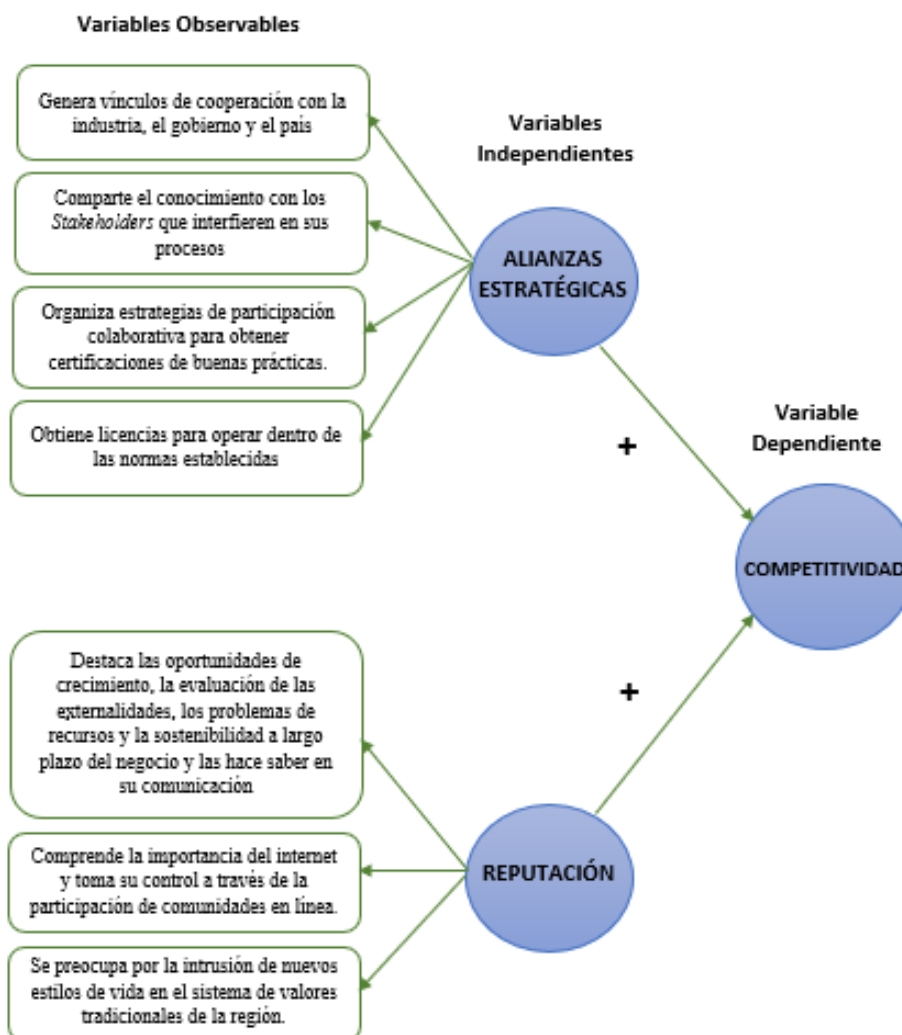 Variables Observables
Genera vínculos de cooperación con la
industria, el gobierno y el país
Comparte el conocimiento con los
Stakeholders que interfieren en sus
procesos
Organiza estrategias de participación
colaborativa para obtener
certificaciones de buenas prácticas.
Obtiene licencias para operar dentro de
las normas establecidas
Variables
Independientes
ALIANZAS
ESTRATÉGICAS
+
Variable
Dependiente
COMPETITIVIDAD
+
Destaca las oportunidades de
crecimiento, la evaluación de las
externalidades, los problemas de
recursos y la sostenibilidad a largo
plazo del negocio y las hace saber en
su comunicación
Comprende la importancia del internet
y toma su control a través de la
participación de comunidades en línea.
Se preocupa por la intrusión de nuevos
estilos de vida en el sistema de valores
tradicionales de la región.
REPUTACIÓN